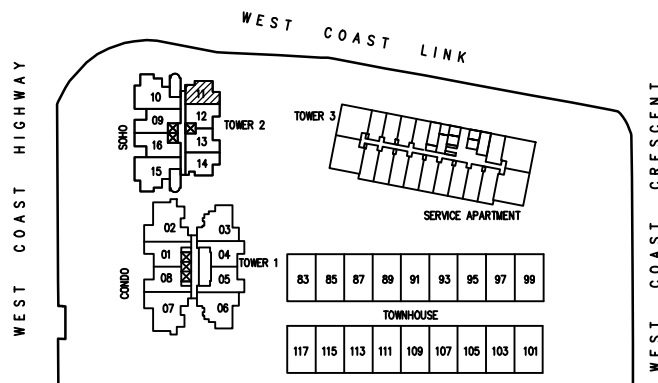 WEST COAST LINK
WEST COAST HIGHWAY
WEST COAST CRESCENT
10 11
09 12
16 13
15 14
SOHO
TOWER 2
TOWER 3
SERVICE APARTMENT
02 03
01 04
08 05
07 06
CONDO
TOWER 1
83 85 87 89 91 93 95 97 99
TOWNHOUSE
117 115 113 111 109 107 105 103 101